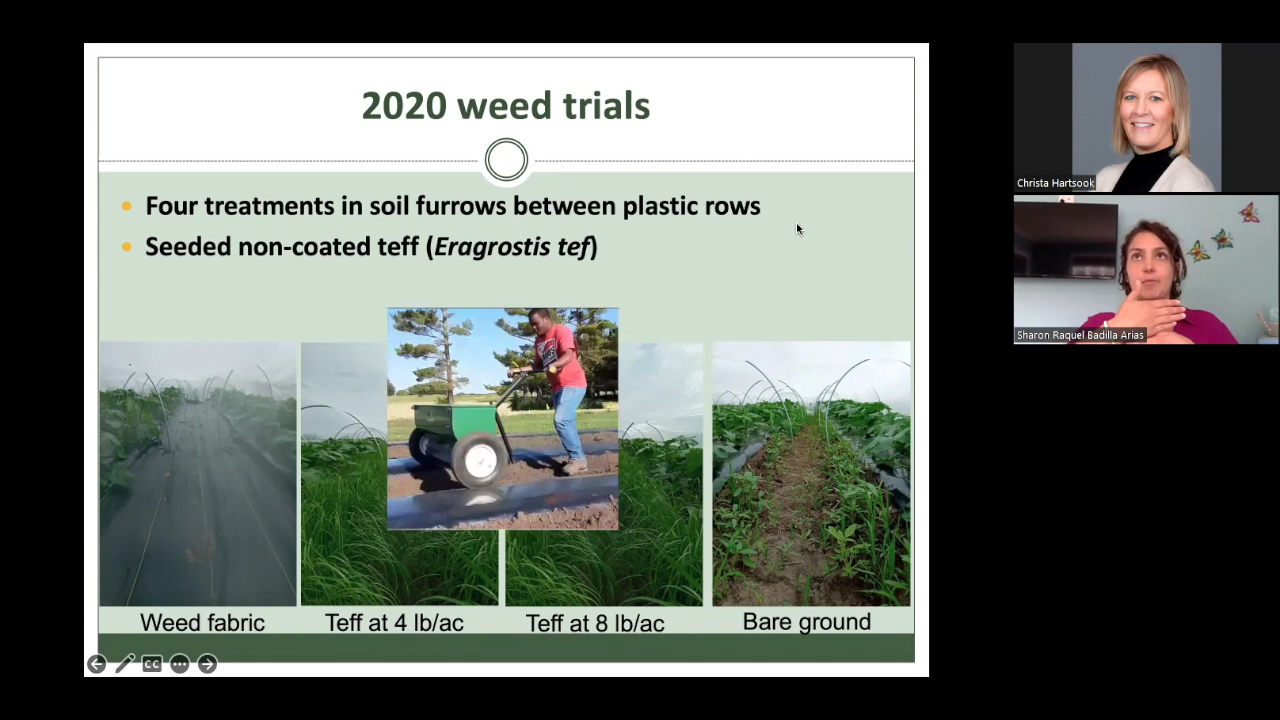 2020 weed trials
Four treatments in soil furrows between plastic rows
Seeded non-coated teff (Eragrostis tef)
Weed fabric
Teff at 4 lb/ac
Teff at 8 lb/ac
Bare ground
CC
Christa Hartsook
Sharon Raquel Badilla Arias